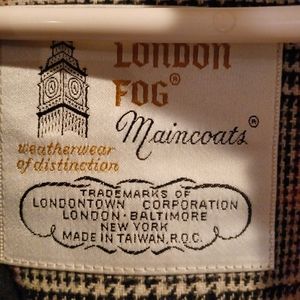 LONDON
FOG®
Maincoats®
weatherwear
of distinction
TRADEMARKS OF
LONDONTOWN CORPORATION
LONDON·BALTIMORE
NEW YORK
MADE IN TAIWAN, R.O.C.